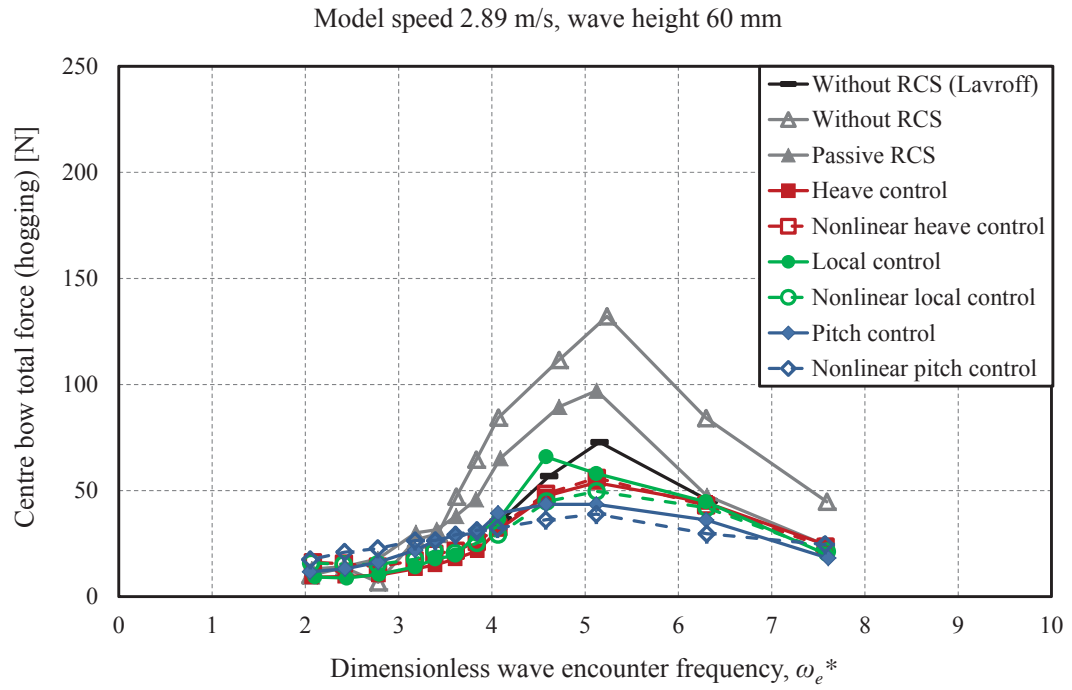 Model speed 2.89 m/s, wave height 60 mm
Centre bow total force (hogging) [N]
250
200
150
100
50
0
Without RCS (Lavroff)
Without RCS
Passive RCS
Heave control
Nonlinear heave control
Local control
Nonlinear local control
Pitch control
Nonlinear pitch control
0 1 2 3 4 5 6 7 8 9 10
Dimensionless wave encounter frequency, ωe*